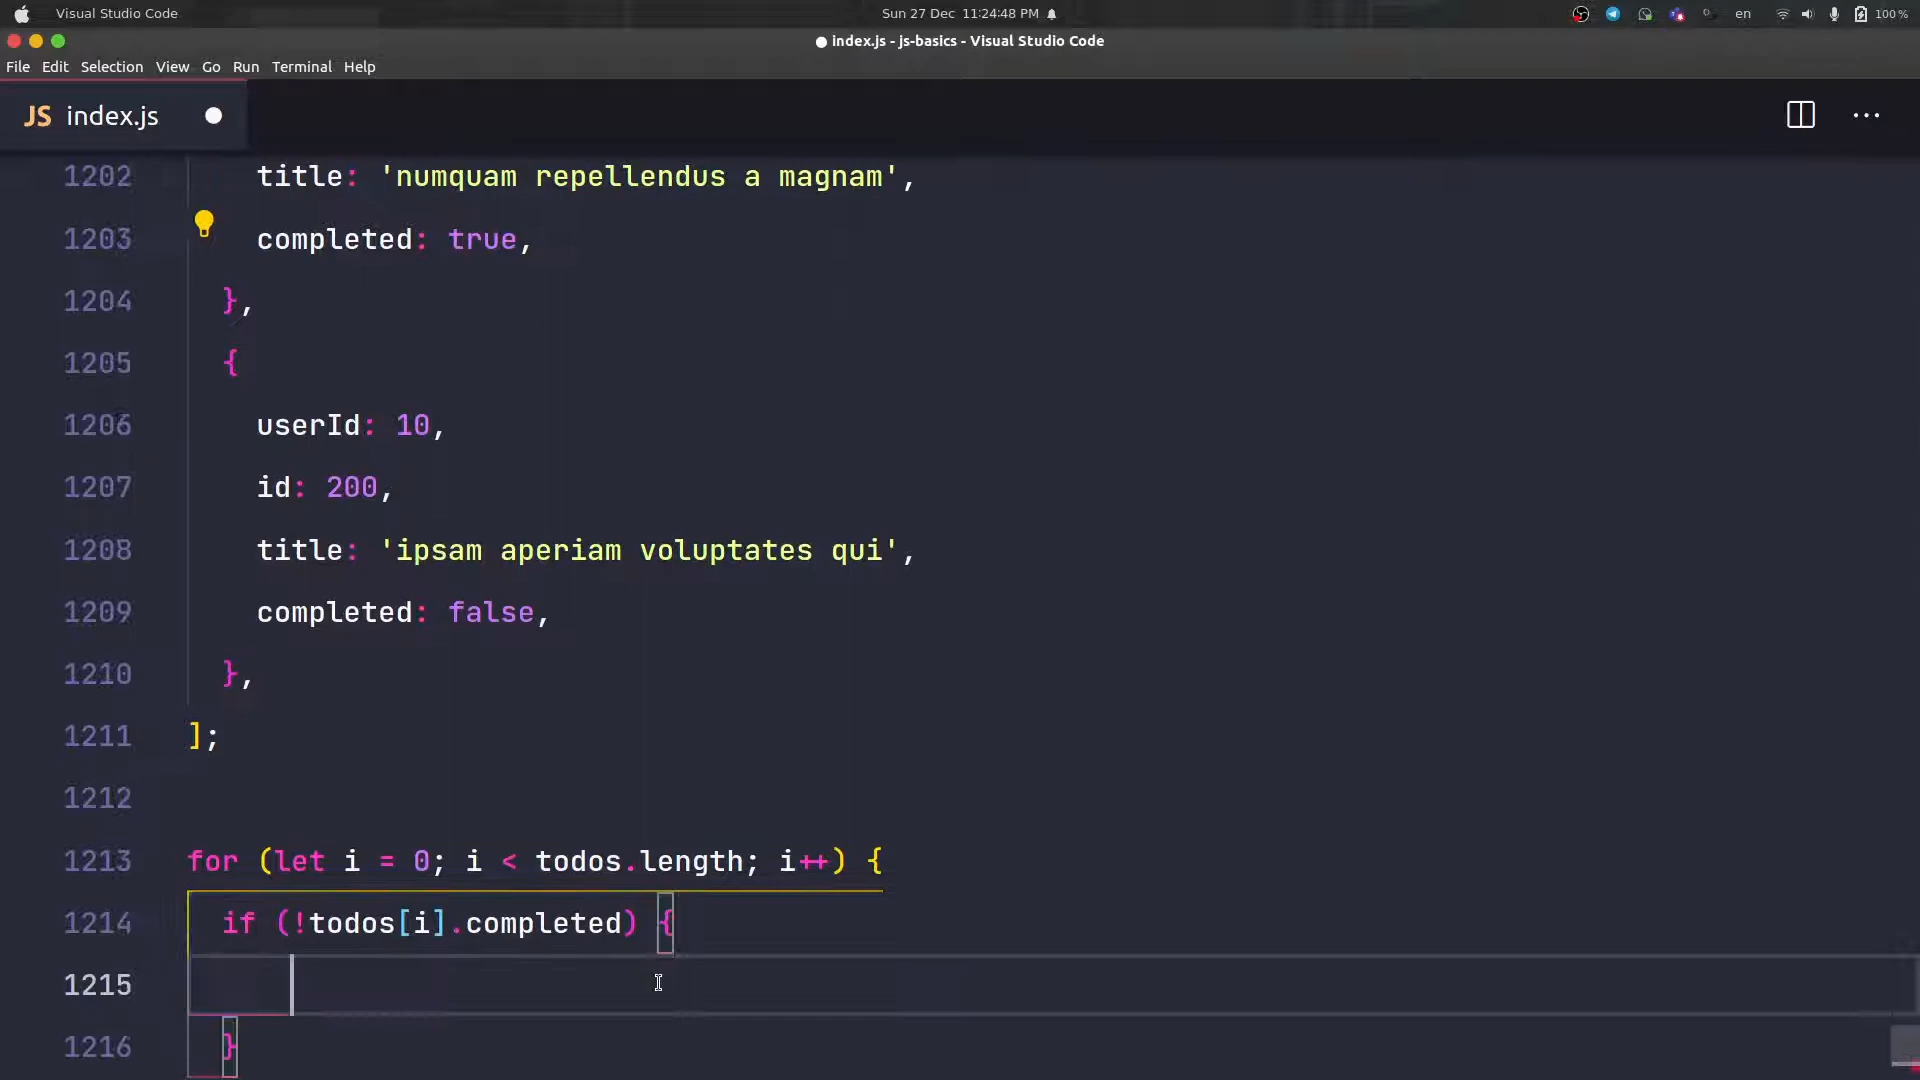 Visual Studio Code
Sun 27 Dec 11:24:48 PM
en
100%
index.js - js-basics - Visual Studio Code
File Edit Selection View Go Run Terminal Help
JS index.js
1202 title: 'numquam repellendus a magnam',
1203 completed: true,
1204 },
1205 {
1206 userId: 10,
1207 id: 200,
1208 title: 'ipsam aperiam voluptates qui',
1209 completed: false,
1210 },
1211 ];
1212
1213 for (let i = 0; i < todos.length; i++) {
1214 if (!todos[i].completed) {
1215
1216 }